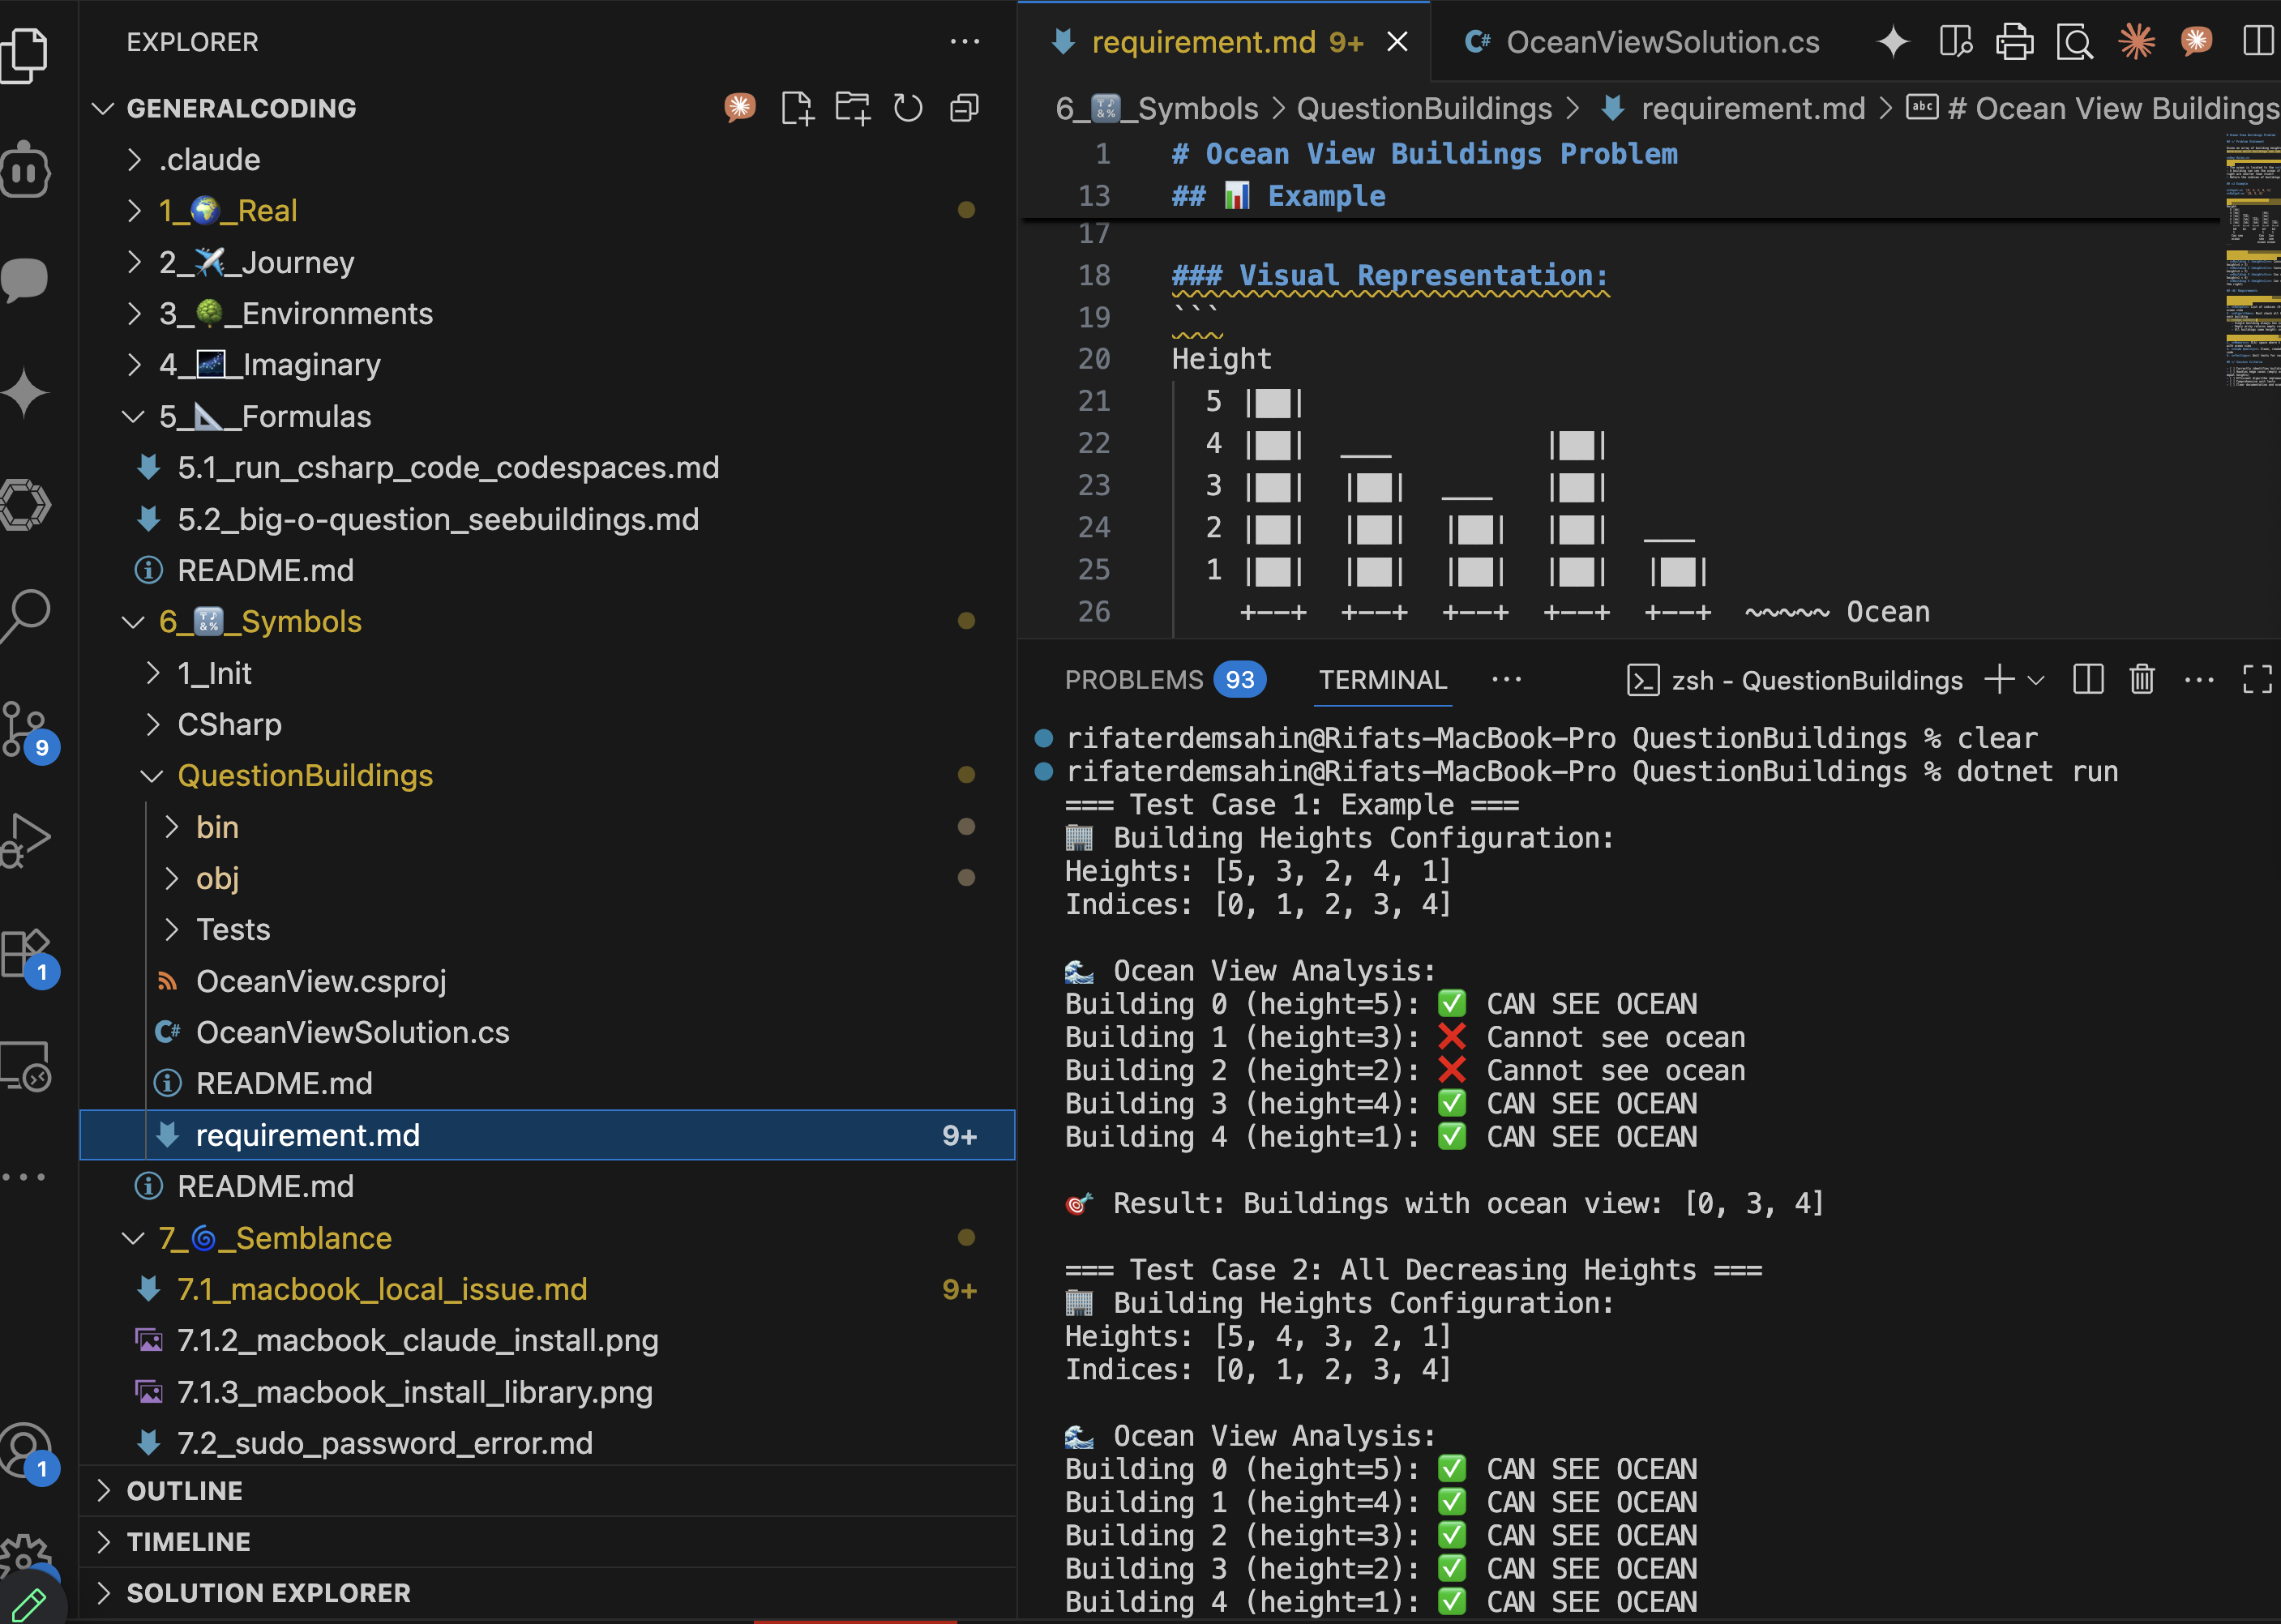 EXPLORER
GENERALCODING
.claude
1_🌍_Real
2_✈️_Journey
3_🌳_Environments
4_🌌_Imaginary
5_📐_Formulas
5.1_run_csharp_code_codespaces.md
5.2_big-o-question_seebuildings.md
README.md
6_🔣_Symbols
1_Init
CSharp
QuestionBuildings
bin
obj
Tests
OceanView.csproj
OceanViewSolution.cs
README.md
requirement.md 9+
README.md
7_🌀_Semblance
7.1_macbook_local_issue.md 9+
7.1.2_macbook_claude_install.png
7.1.3_macbook_install_library.png
7.2_sudo_password_error.md
OUTLINE
TIMELINE
SOLUTION EXPLORER
9
1
1
requirement.md 9+
C# OceanViewSolution.cs
6_🔣_Symbols > QuestionBuildings > requirement.md > # Ocean View Buildings
1 # Ocean View Buildings Problem
13 ## 📊 Example
17
18 ### Visual Representation:
19 ```
20 Height
21 5 |██|
22 4 |██| ___ |██|
23 3 |██| |██| ___ |██|
24 2 |██| |██| |██| |██| ___
25 1 |██| |██| |██| |██| |██|
26 +--+ +--+ +--+ +--+ +--+ ~~~~~ Ocean
PROBLEMS 93 TERMINAL zsh - QuestionBuildings
rifaterdemsahin@Rifats-MacBook-Pro QuestionBuildings % clear
rifaterdemsahin@Rifats-MacBook-Pro QuestionBuildings % dotnet run
=== Test Case 1: Example ===
🏢 Building Heights Configuration:
Heights: [5, 3, 2, 4, 1]
Indices: [0, 1, 2, 3, 4]
🌊 Ocean View Analysis:
Building 0 (height=5): ✅ CAN SEE OCEAN
Building 1 (height=3): ❌ Cannot see ocean
Building 2 (height=2): ❌ Cannot see ocean
Building 3 (height=4): ✅ CAN SEE OCEAN
Building 4 (height=1): ✅ CAN SEE OCEAN
🎯 Result: Buildings with ocean view: [0, 3, 4]
=== Test Case 2: All Decreasing Heights ===
🏢 Building Heights Configuration:
Heights: [5, 4, 3, 2, 1]
Indices: [0, 1, 2, 3, 4]
🌊 Ocean View Analysis:
Building 0 (height=5): ✅ CAN SEE OCEAN
Building 1 (height=4): ✅ CAN SEE OCEAN
Building 2 (height=3): ✅ CAN SEE OCEAN
Building 3 (height=2): ✅ CAN SEE OCEAN
Building 4 (height=1): ✅ CAN SEE OCEAN